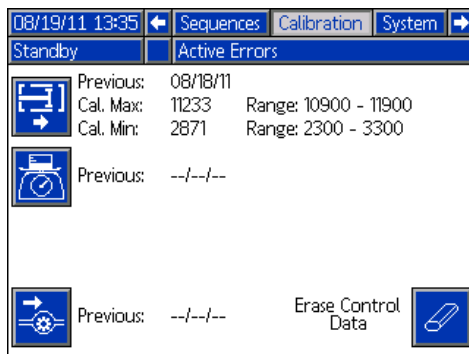 08/19/11 13:35 Sequences Calibration System
Standby Active Errors
Previous: 08/18/11
Cal. Max: 11233 Range: 10900 - 11900
Cal. Min: 2871 Range: 2300 - 3300
Previous: --/--/--
Previous: --/--/-- Erase Control
Data